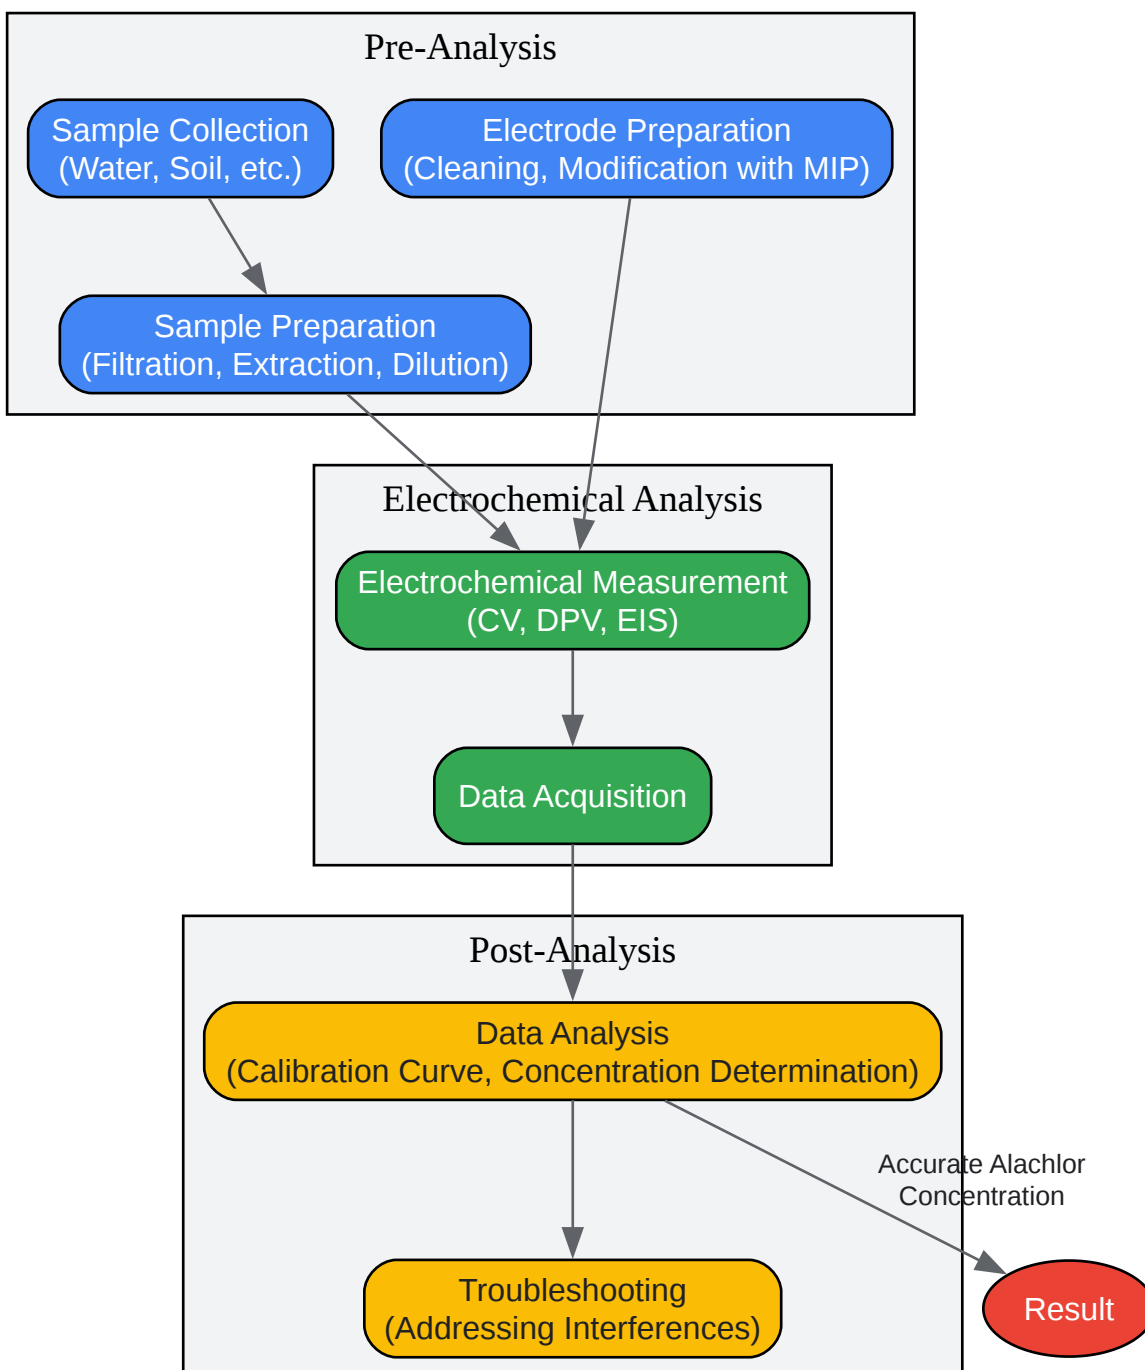 Pre-Analysis
Sample Collection
(Water, Soil, etc.)
Electrode Preparation
(Cleaning, Modification with MIP)
Sample Preparation
(Filtration, Extraction, Dilution)
Electrochemical Analysis
Electrochemical Measurement
(CV, DPV, EIS)
Data Acquisition
Post-Analysis
Data Analysis
(Calibration Curve, Concentration Determination)
Accurate Alachlor
Concentration
Troubleshooting
(Addressing Interferences)
Result